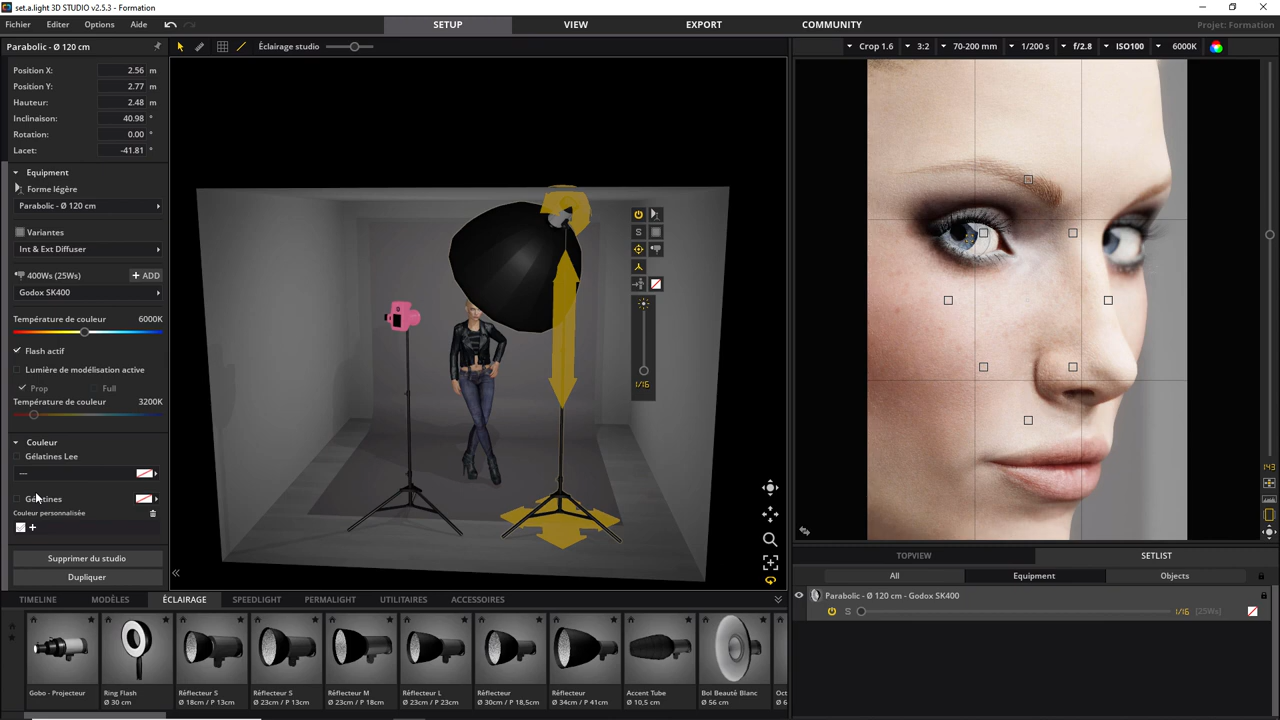 set.a.light 3D STUDIO v2.5.3 - Formation
Fichier Editer Options Aide
SETUP VIEW EXPORT COMMUNITY
Projet: Formation
Parabolic - Ø 120 cm
Éclairage studio
Crop 1.6 3:2 70-200 mm 1/200 s f/2.8 ISO100 6000K
Position X: 2.56 m
Position Y: 2.77 m
Hauteur: 2.48 m
Inclinaison: 40.98 °
Rotation: 0.00 °
Lacet: -41.81 °
Equipment
Forme légère
Parabolic - Ø 120 cm
Variantes
Int & Ext Diffuser
400Ws (25Ws) + ADD
Godox SK400
Température de couleur 6000K
Flash actif
Lumière de modélisation active
Prop Full
Température de couleur 3200K
Couleur
Gélatines Lee
---
Gélatines
Couleur personnalisée
Supprimer du studio
Dupliquer
S
1/16
143
TOPVIEW SETLIST
All Equipment Objects
Parabolic - Ø 120 cm - Godox SK400
S 1/16 (25Ws)
TIMELINE MODÈLES ÉCLAIRAGE SPEEDLIGHT PERMALIGHT UTILITAIRES ACCESSORIES
Gobo - Projecteur
Ring Flash
Ø 30 cm
Réflecteur S
Ø 18cm / P 13cm
Réflecteur S
Ø 23cm / P 13cm
Réflecteur M
Ø 23cm / P 18cm
Réflecteur L
Ø 23cm / P 23cm
Réflecteur
Ø 30cm / P 18,5cm
Réflecteur
Ø 34cm / P 41cm
Accent Tube
Ø 10,5 cm
Bol Beauté Blanc
Ø 56 cm